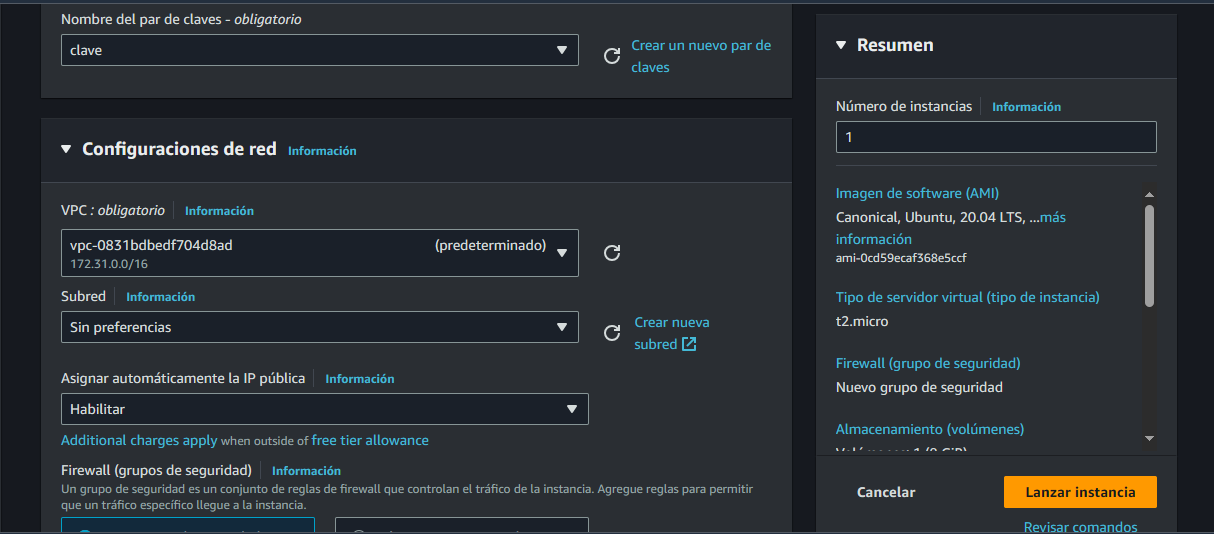 Nombre del par de claves - obligatorio
clave
Crear un nuevo par de
claves
Configuraciones de red Información
VPC : obligatorio Información
vpc-0831bdbedf704d8ad (predeterminado)
172.31.0.0/16
Subred Información
Sin preferencias
Crear nueva
subred
Asignar automáticamente la IP pública Información
Habilitar
Additional charges apply when outside of free tier allowance
Firewall (grupos de seguridad) Información
Un grupo de seguridad es un conjunto de reglas de firewall que controlan el tráfico de la instancia. Agregue reglas para permitir
que un tráfico específico llegue a la instancia.
Resumen
Número de instancias Información
1
Imagen de software (AMI)
Canonical, Ubuntu, 20.04 LTS, ...más
información
ami-0cd59ecaf368e5ccf
Tipo de servidor virtual (tipo de instancia)
t2.micro
Firewall (grupo de seguridad)
Nuevo grupo de seguridad
Almacenamiento (volúmenes)
Cancelar
Lanzar instancia
Revisar comandos